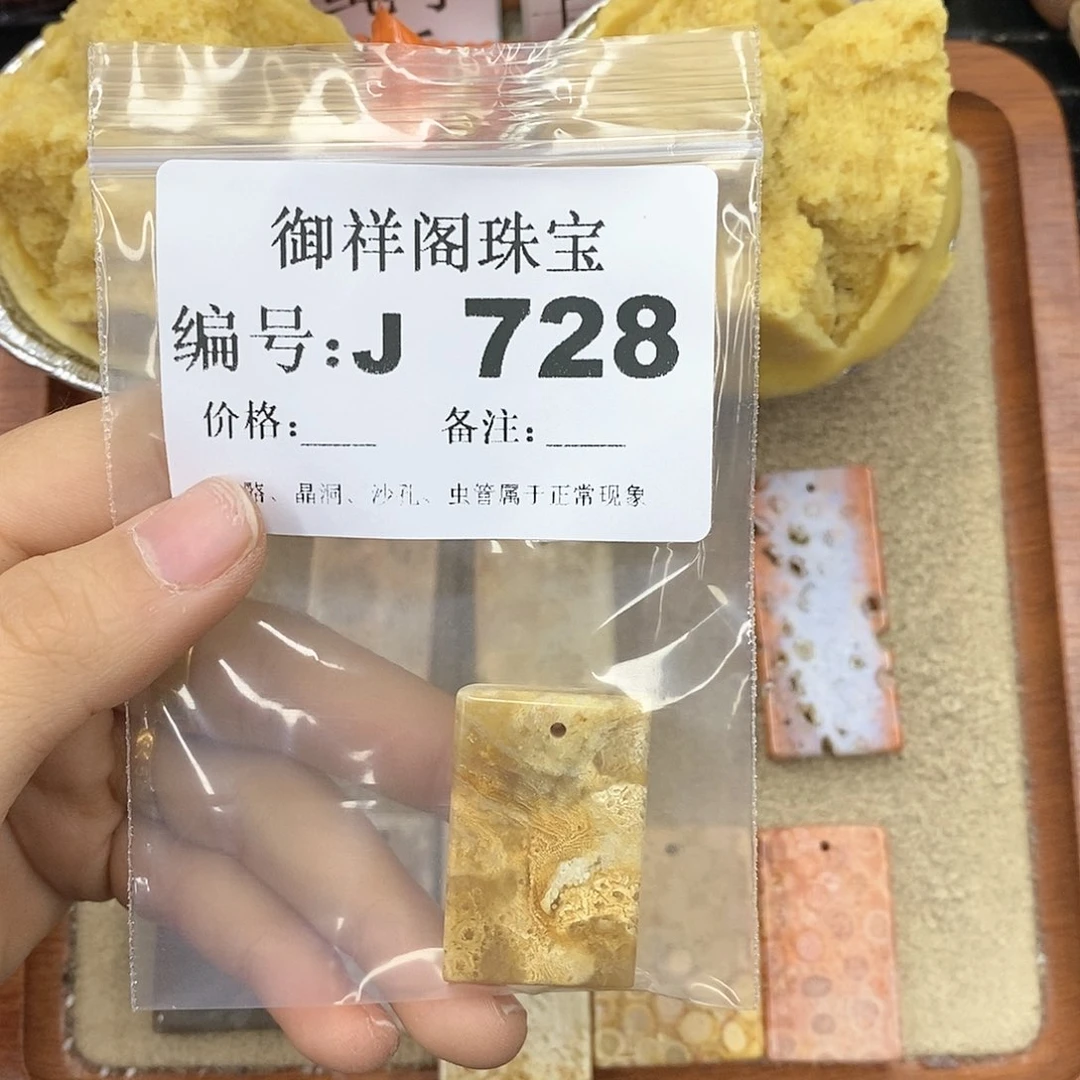 御祥阁珠宝
编号:J 728
价格:____ 备注:____
、晶洞、沙孔、虫管属于正常现象